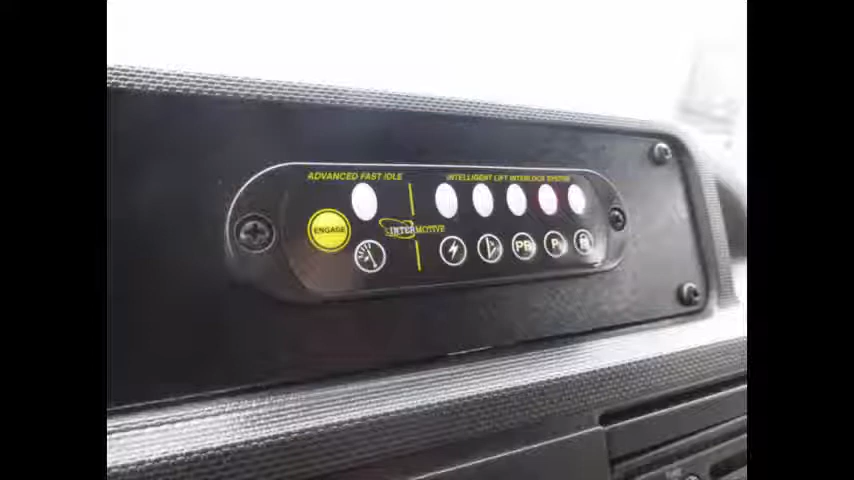 ADVANCED FAST IDLE
INTELLIGENT LIFT INTERLOCK SYSTEM
ENGAGE
INTERMOTIVE
PB
P